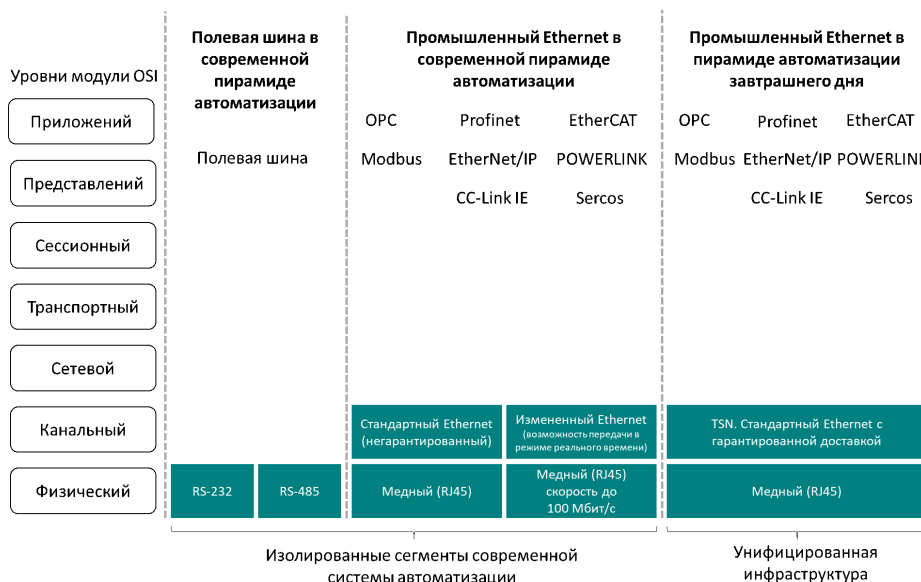 Уровни модули OSI
Приложений
Представлений
Сессионный
Транспортный
Сетевой
Канальный
Физический
Полевая шина в
современной
пирамиде
автоматизации
Полевая шина
RS-232
RS-485
Промышленный Ethernet в
современной пирамиде
автоматизации
OPC
Profinet
EtherCAT
Modbus
EtherNet/IP
POWERLINK
CC-Link IE
Sercos
Стандартный Ethernet
(негарантированный)
Измененный Ethernet
(возможность передачи в
режиме реального времени)
Медный (RJ45)
Медный (RJ45)
скорость до
100 Мбит/с
Промышленный Ethernet в
пирамиде автоматизации
завтрашнего дня
OPC
Profinet
EtherCAT
Modbus
EtherNet/IP
POWERLINK
CC-Link IE
Sercos
TSN. Стандартный Ethernet с
гарантированной доставкой
Медный (RJ45)
Изолированные сегменты современной
системы автоматизации
Унифицированная
инфраструктура